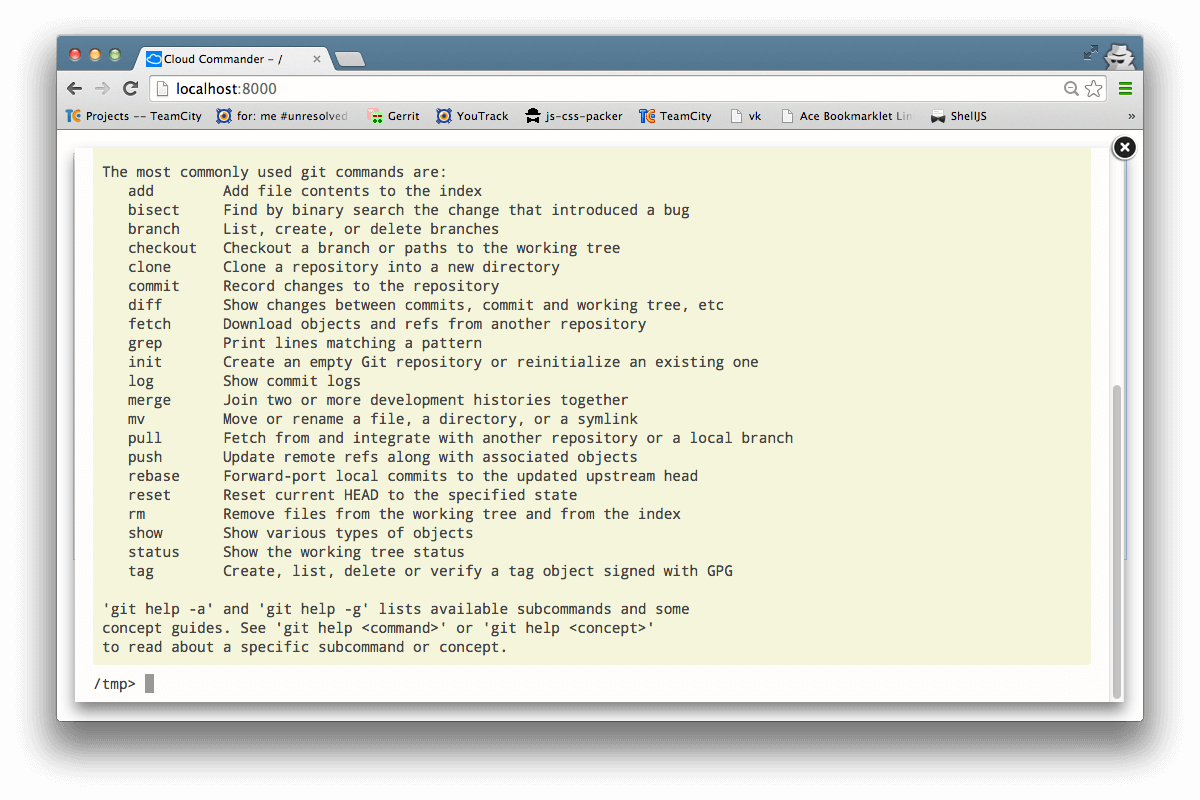 Cloud Commander - /
localhost:8000
Projects -- TeamCity for: me #unresolved Gerrit YouTrack js-css-packer TeamCity vk Ace Bookmarklet ShellJS »
The most commonly used git commands are:
add Add file contents to the index
bisect Find by binary search the change that introduced a bug
branch List, create, or delete branches
checkout Checkout a branch or paths to the working tree
clone Clone a repository into a new directory
commit Record changes to the repository
diff Show changes between commits, commit and working tree, etc
fetch Download objects and refs from another repository
grep Print lines matching a pattern
init Create an empty Git repository or reinitialize an existing one
log Show commit logs
merge Join two or more development histories together
mv Move or rename a file, a directory, or a symlink
pull Fetch from and integrate with another repository or a local branch
push Update remote refs along with associated objects
rebase Forward-port local commits to the updated upstream head
reset Reset current HEAD to the specified state
rm Remove files from the working tree and from the index
show Show various types of objects
status Show the working tree status
tag Create, list, delete or verify a tag object signed with GPG
'git help -a' and 'git help -g' lists available subcommands and some
concept guides. See 'git help <command>' or 'git help <concept>'
to read about a specific subcommand or concept.
/tmp>